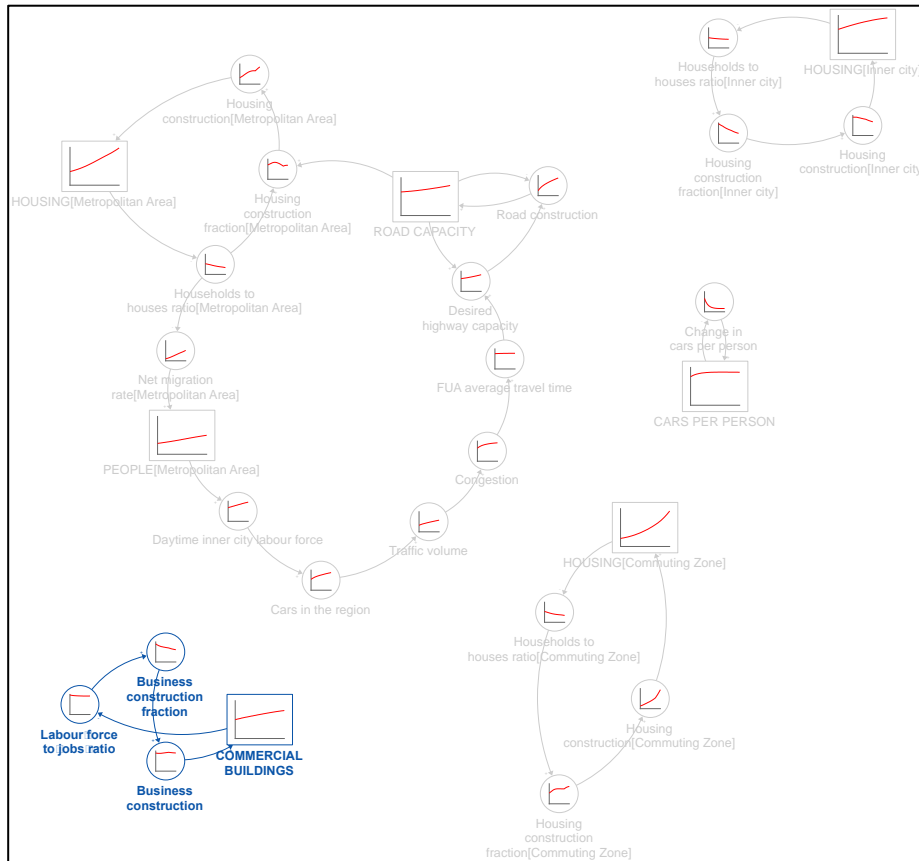 Housing
construction[Metropolitan Area]
HOUSING[Metropolitan Area]
Housing
construction
fraction[Metropolitan Area]
ROAD CAPACITY
Road construction
Households to
houses ratio[Metropolitan Area]
Desired
highway capacity
Net migration
rate[Metropolitan Area]
FUA average travel time
PEOPLE[Metropolitan Area]
Congestion
Daytime inner city labour force
Traffic volume
Cars in the region
Households to
houses ratio[Inner city]
HOUSING[Inner city]
Housing
construction
fraction[Inner city]
Housing
construction[Inner city
Change in
cars per person
CARS PER PERSON
HOUSING[Commuting Zone]
Households to
houses ratio[Commuting Zone]
Housing
construction[Commuting Zone]
Housing
construction
fraction[Commuting Zone]
Business
construction
fraction
Labour force
to jobs ratio
COMMERCIAL
BUILDINGS
Business
construction